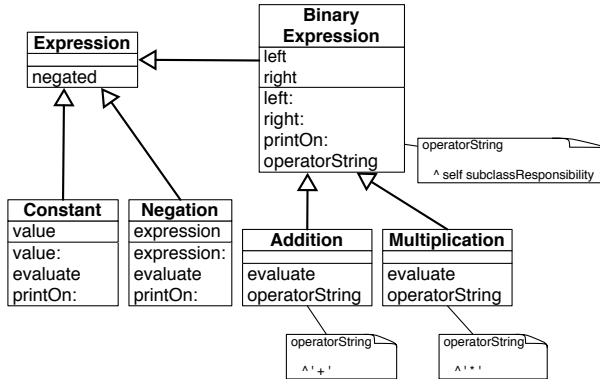 Expression
negated
Binary
Expression
left
right
left:
right:
printOn:
operatorString
operatorString
^ self subclassResponsibility
Constant
value
value:
evaluate
printOn:
Negation
expression
expression:
evaluate
printOn:
Addition
evaluate
operatorString
Multiplication
evaluate
operatorString
operatorString
^ ' + '
operatorString
^ ' * '